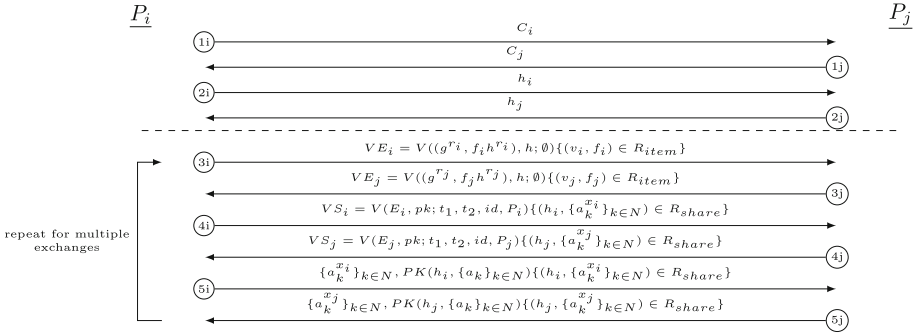 P_i P_j
C_i
1i
C_j
1j
h_i
2i
h_j
2j
VE_i = V((g^{r_i}, f_i h^{r_i}), h; ∅){(v_i, f_i) ∈ R_{item}}
3i
VE_j = V((g^{r_j}, f_j h^{r_j}), h; ∅){(v_j, f_j) ∈ R_{item}}
3j
VS_i = V(E_i, pk; t_1, t_2, id, P_i){(h_i, {a_k^{x_i}}_{k∈N}) ∈ R_{share}}
4i
repeat for multiple
exchanges
VS_j = V(E_j, pk; t_1, t_2, id, P_j){(h_j, {a_k^{x_j}}_{k∈N}) ∈ R_{share}}
4j
{a_k^{x_i}}_{k∈N}, PK(h_i, {a_k}_{k∈N}){(h_i, {a_k^{x_i}}_{k∈N}) ∈ R_{share}}
5i
{a_k^{x_j}}_{k∈N}, PK(h_j, {a_k}_{k∈N}){(h_j, {a_k^{x_j}}_{k∈N}) ∈ R_{share}}
5j